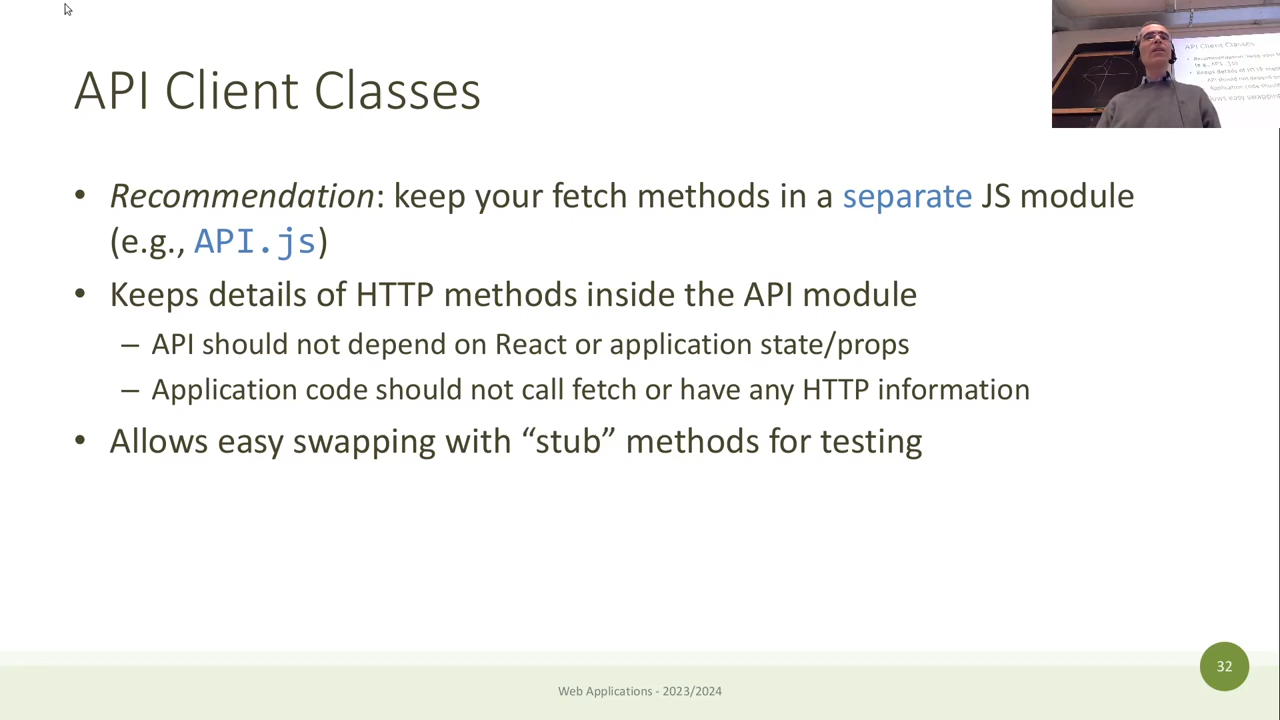 API Client Classes
• Recommendation: keep your fetch methods in a separate JS module
(e.g., API.js)
• Keeps details of HTTP methods inside the API module
– API should not depend on React or application state/props
– Application code should not call fetch or have any HTTP information
• Allows easy swapping with “stub” methods for testing
32
Web Applications - 2023/2024
API Client Classes